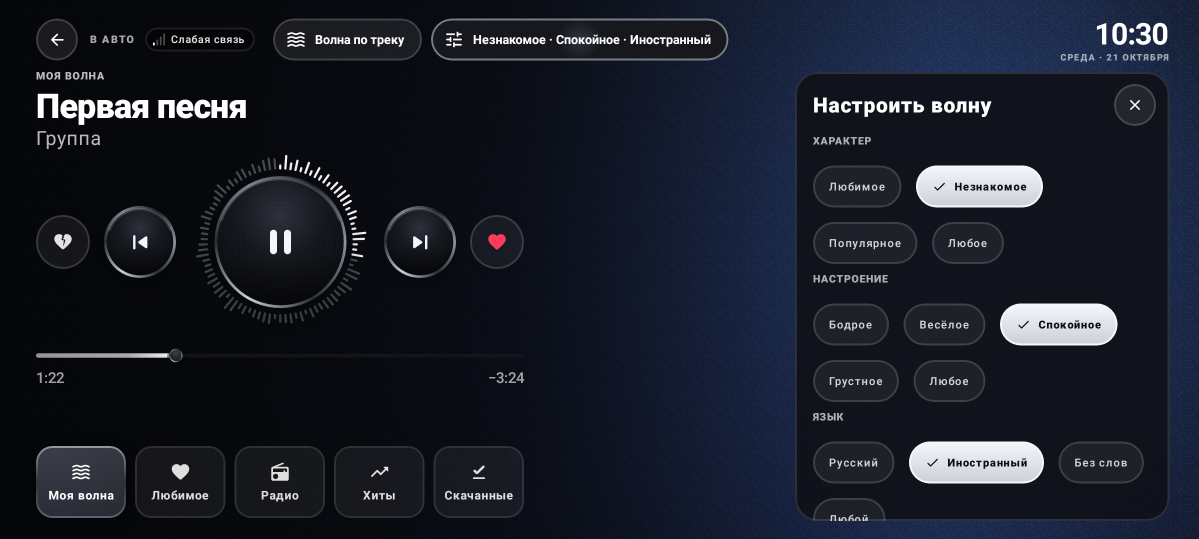 В АВТО
Слабая связь
Волна по треку
Незнакомое · Спокойное · Иностранный
10:30
СРЕДА · 21 ОКТЯБРЯ
МОЯ ВОЛНА
Первая песня
Группа
1:22
−3:24
Моя волна
Любимое
Радио
Хиты
Скачанные
Настроить волну
ХАРАКТЕР
Любимое
Незнакомое
Популярное
Любое
НАСТРОЕНИЕ
Бодрое
Весёлое
Спокойное
Грустное
Любое
ЯЗЫК
Русский
Иностранный
Без слов
Любой